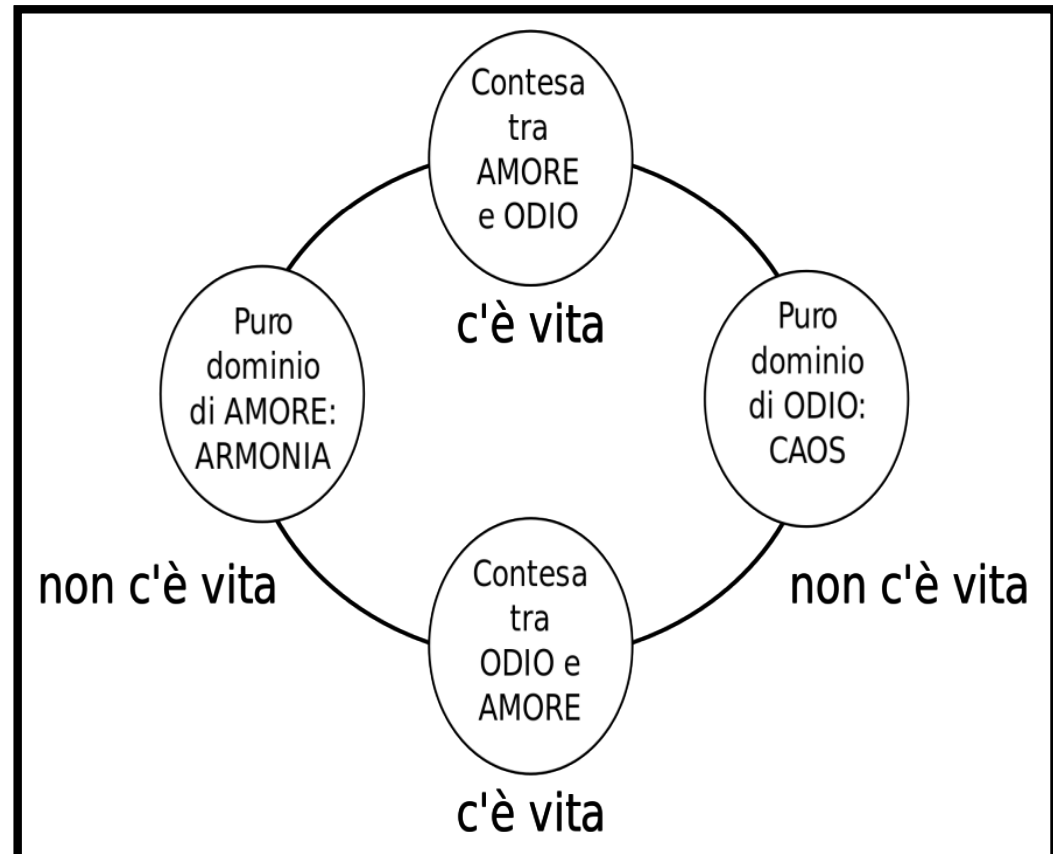 Contesa
tra
AMORE
e ODIO
c'è vita
Puro
dominio
di AMORE:
ARMONIA
Puro
dominio
di ODIO:
CAOS
non c'è vita
non c'è vita
Contesa
tra
ODIO e
AMORE
c'è vita